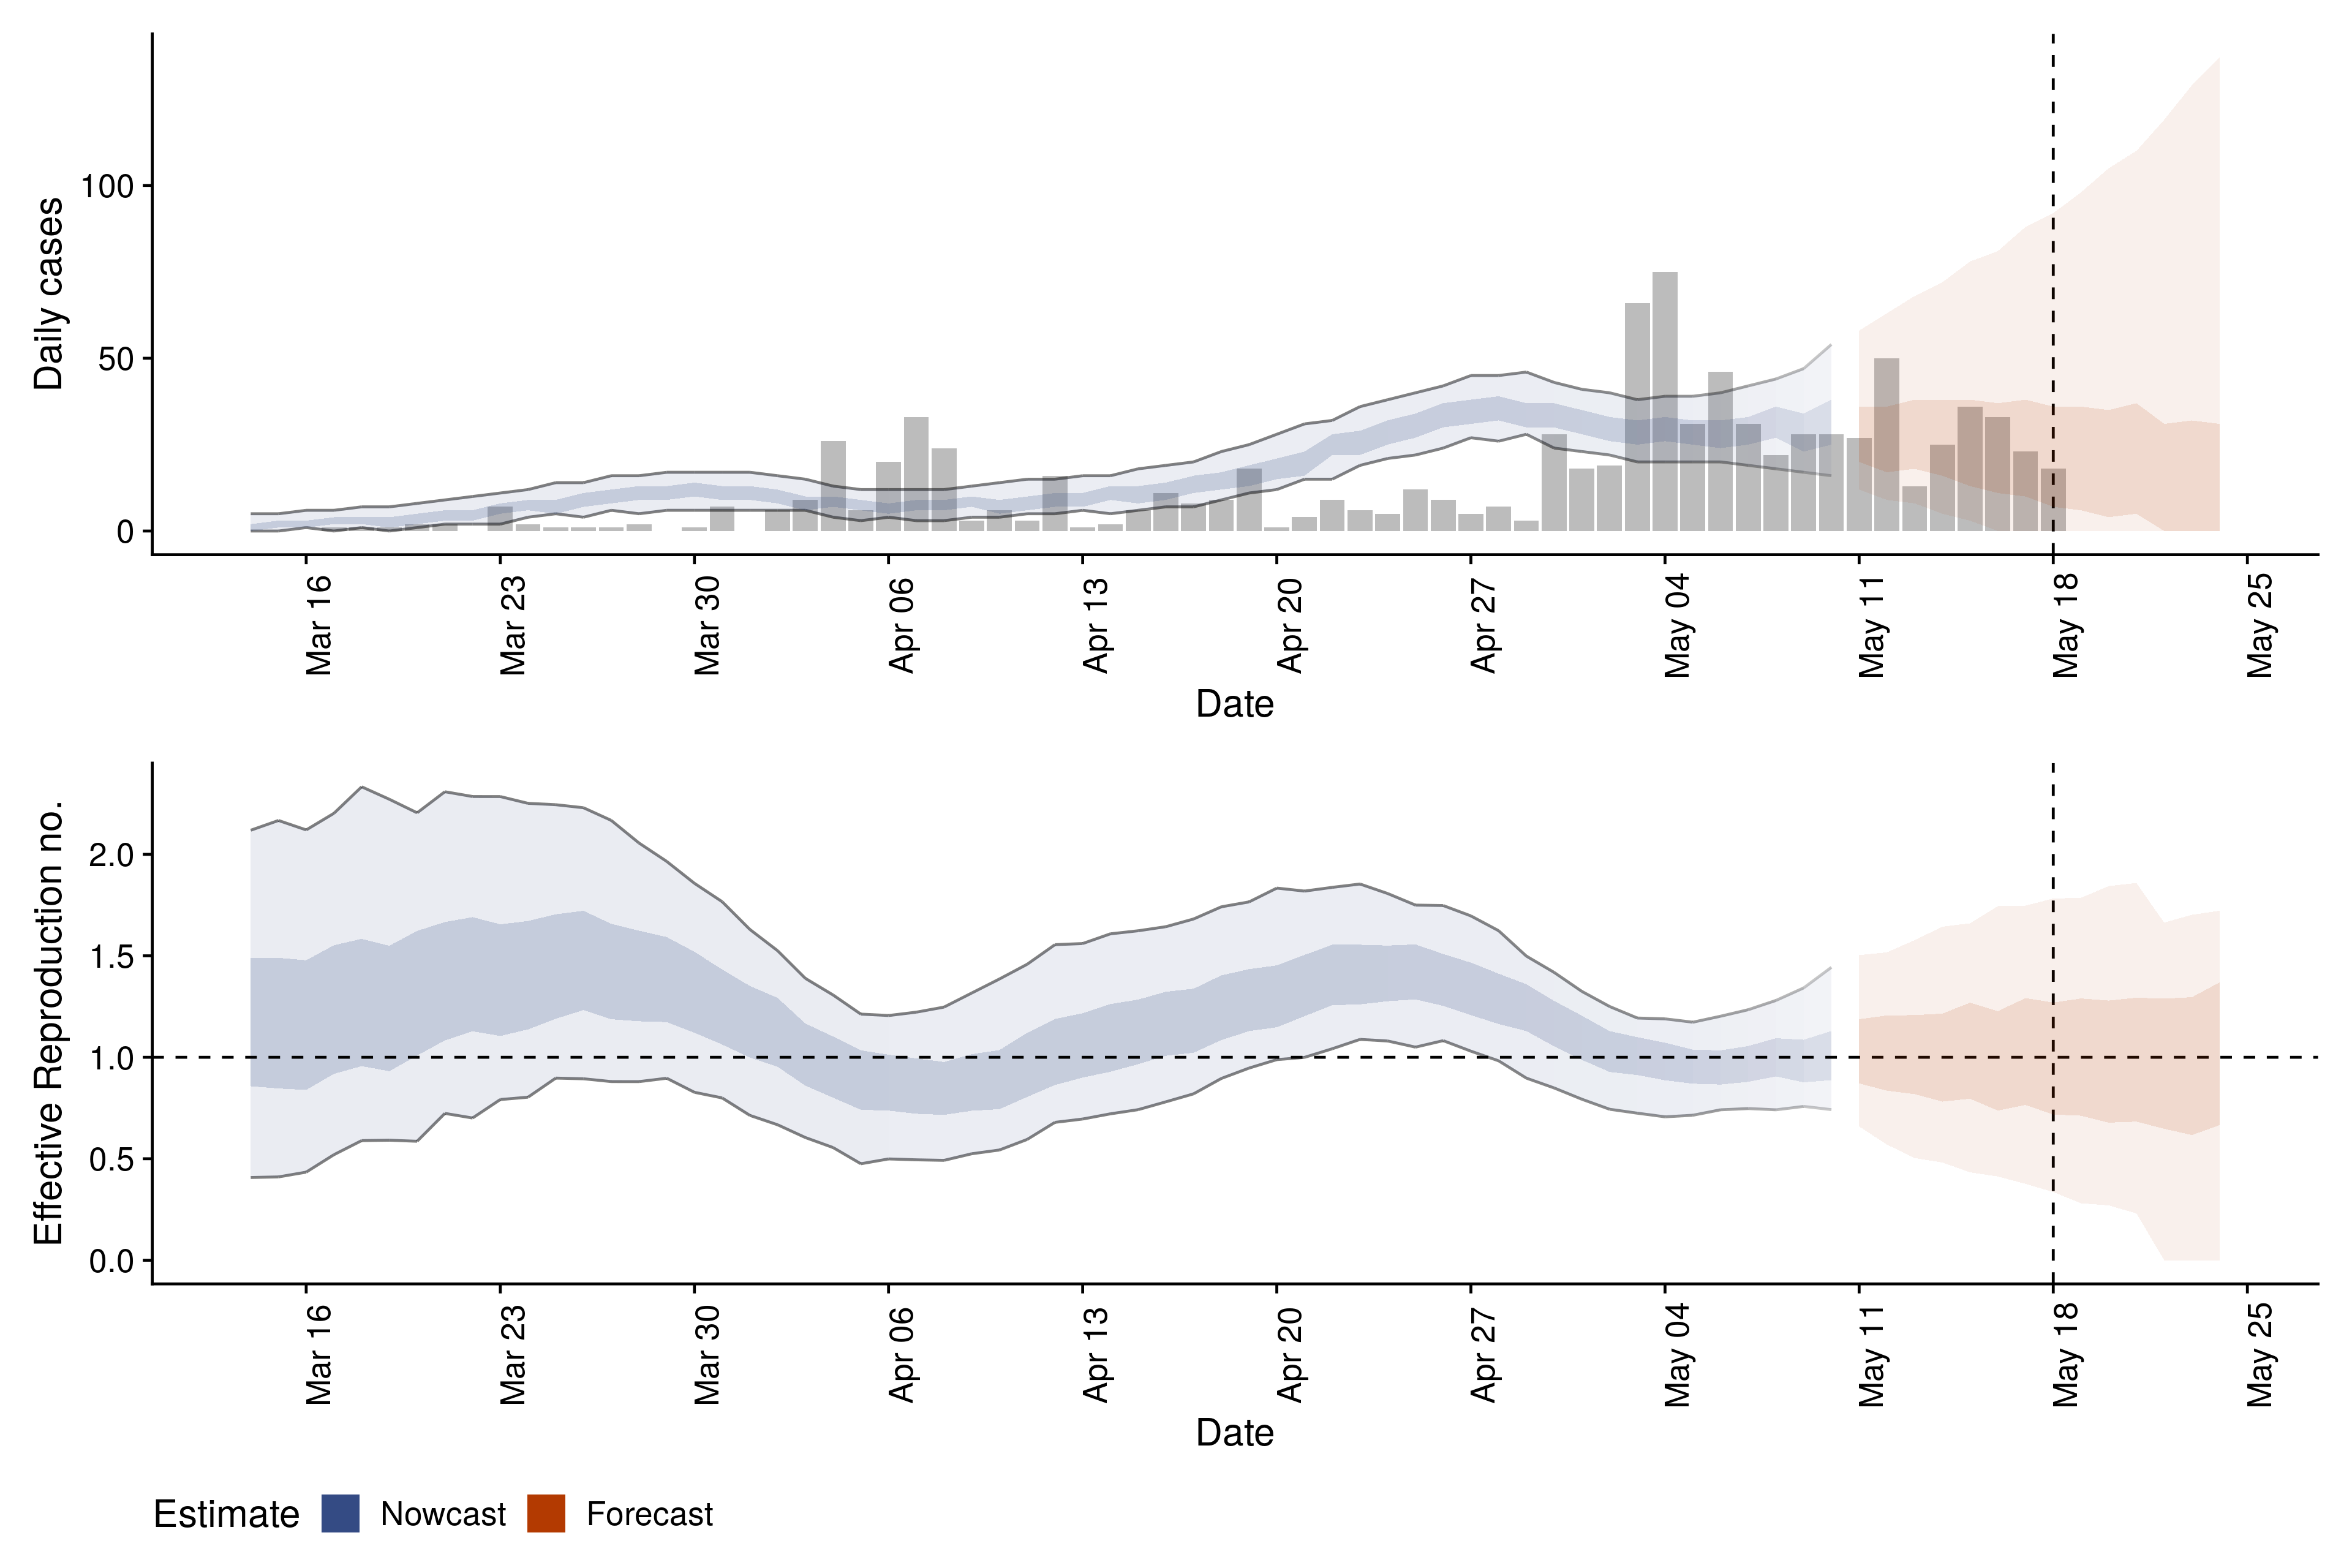 Daily cases
100
50
0
Mar 16
Mar 23
Mar 30
Apr 06
Apr 13
Apr 20
Apr 27
May 04
May 11
May 18
May 25
Date
Effective Reproduction no.
2.0
1.5
1.0
0.5
0.0
Mar 16
Mar 23
Mar 30
Apr 06
Apr 13
Apr 20
Apr 27
May 04
May 11
May 18
May 25
Date
Estimate Nowcast Forecast